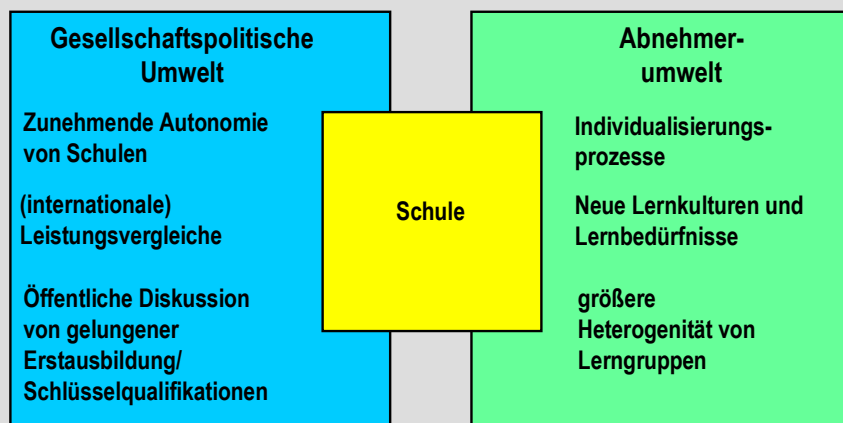 Gesellschaftspolitische
Umwelt
Zunehmende Autonomie
von Schulen
(internationale)
Leistungsvergleiche
Öffentliche Diskussion
von gelungener
Erstausbildung/
Schlüsselqualifikationen
Schule
Abnehmer-
umwelt
Individualisierungs-
prozesse
Neue Lernkulturen und
Lernbedürfnisse
größere
Heterogenität von
Lerngruppen